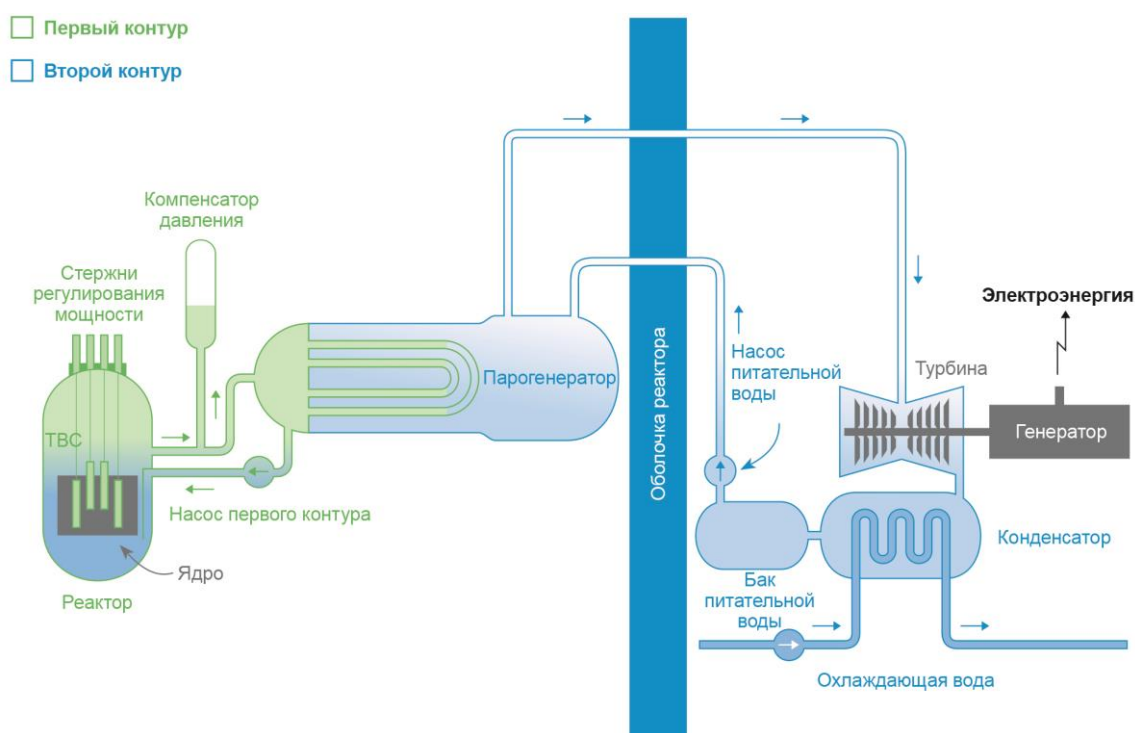 Первый контур
Второй контур
Компенсатор
давления
Стержни
регулирования
мощности
ТВС
Ядро
Реактор
Насос первого контура
Парогенератор
Оболочка реактора
Насос
питательной
воды
Бак
питательной
воды
Турбина
Электроэнергия
Генератор
Конденсатор
Охлаждающая вода